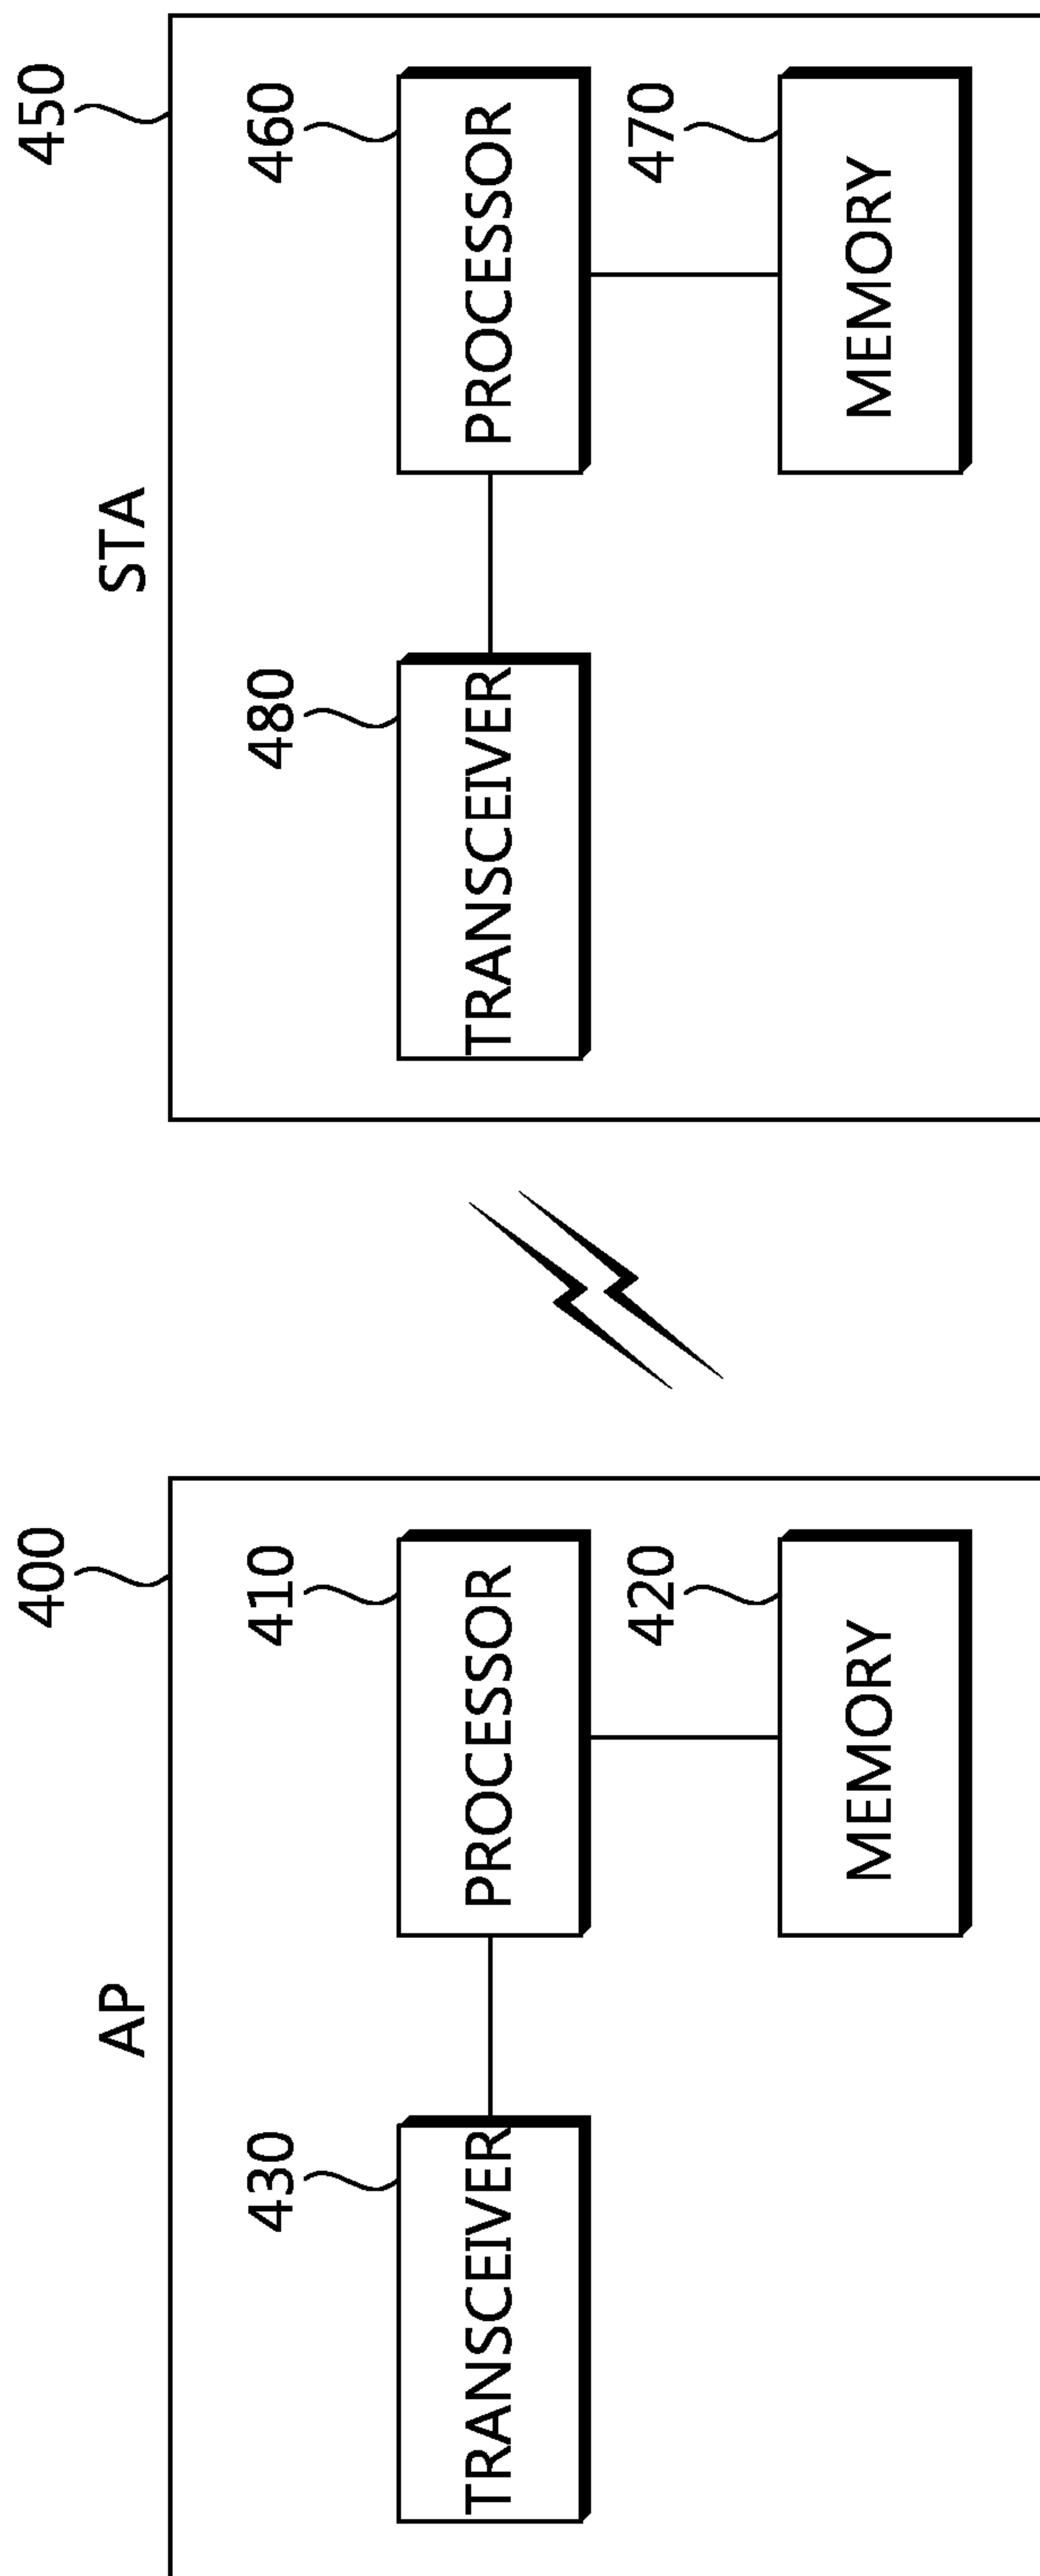 AP
400
STA
450
430
TRANSCEIVER
410
PROCESSOR
480
TRANSCEIVER
460
PROCESSOR
420
MEMORY
470
MEMORY